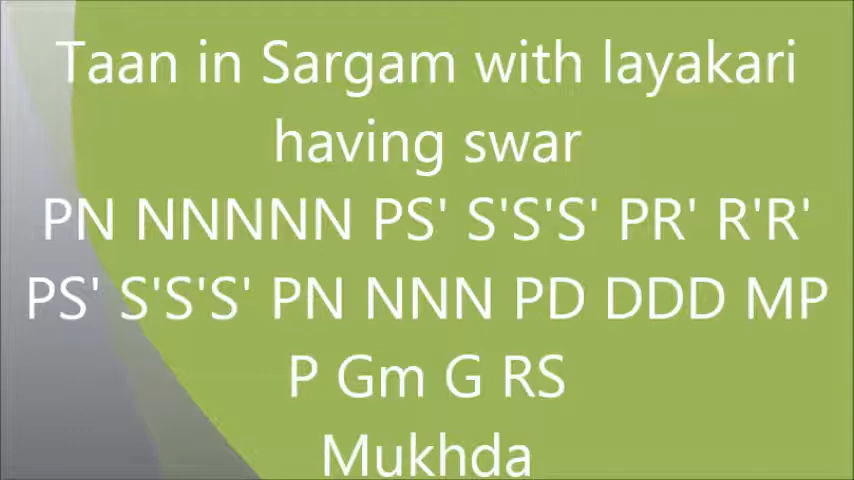 Taan in Sargam with layakari
having swar
PN NNNNN PS' S'S'S' PR' R'R'
PS' S'S'S' PN NNN PD DDD MP
P Gm G RS
Mukhda